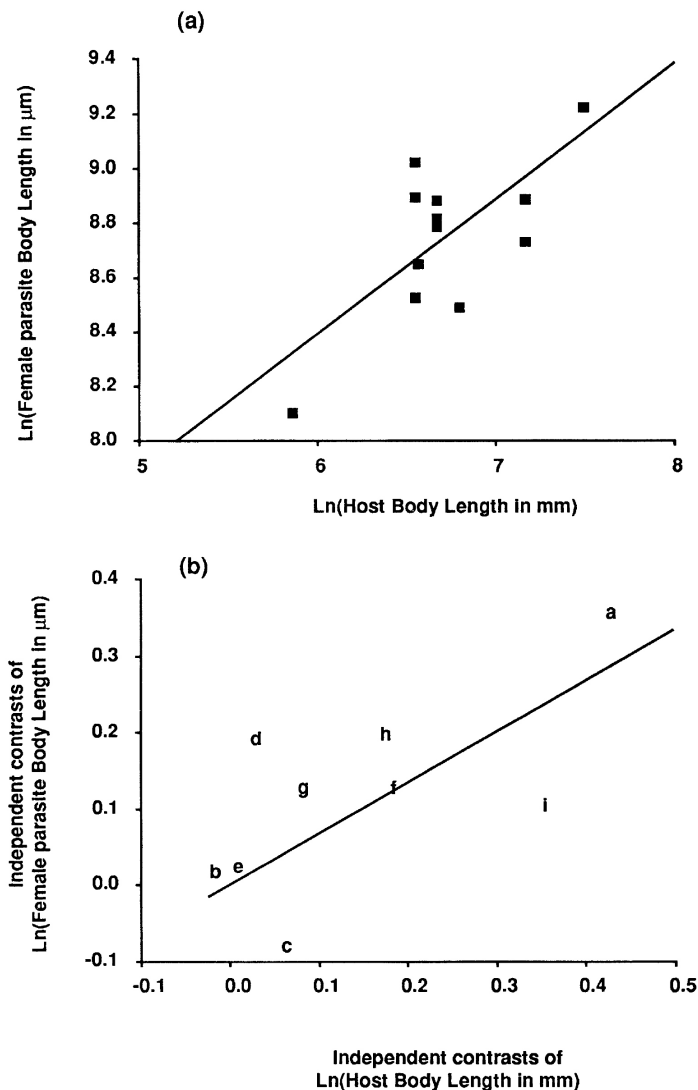 (a)
Ln(Female parasite Body Length in μm)
9.4
9.2
9.0
8.8
8.6
8.4
8.2
8.0
5
6
7
8
Ln(Host Body Length in mm)
(b)
Independent contrasts of
Ln(Female parasite Body Length in μm)
0.4
0.3
0.2
0.1
0.0
-0.1
a
d
h
g
f
i
b
e
c
-0.1
0.0
0.1
0.2
0.3
0.4
0.5
Independent contrasts of
Ln(Host Body Length in mm)